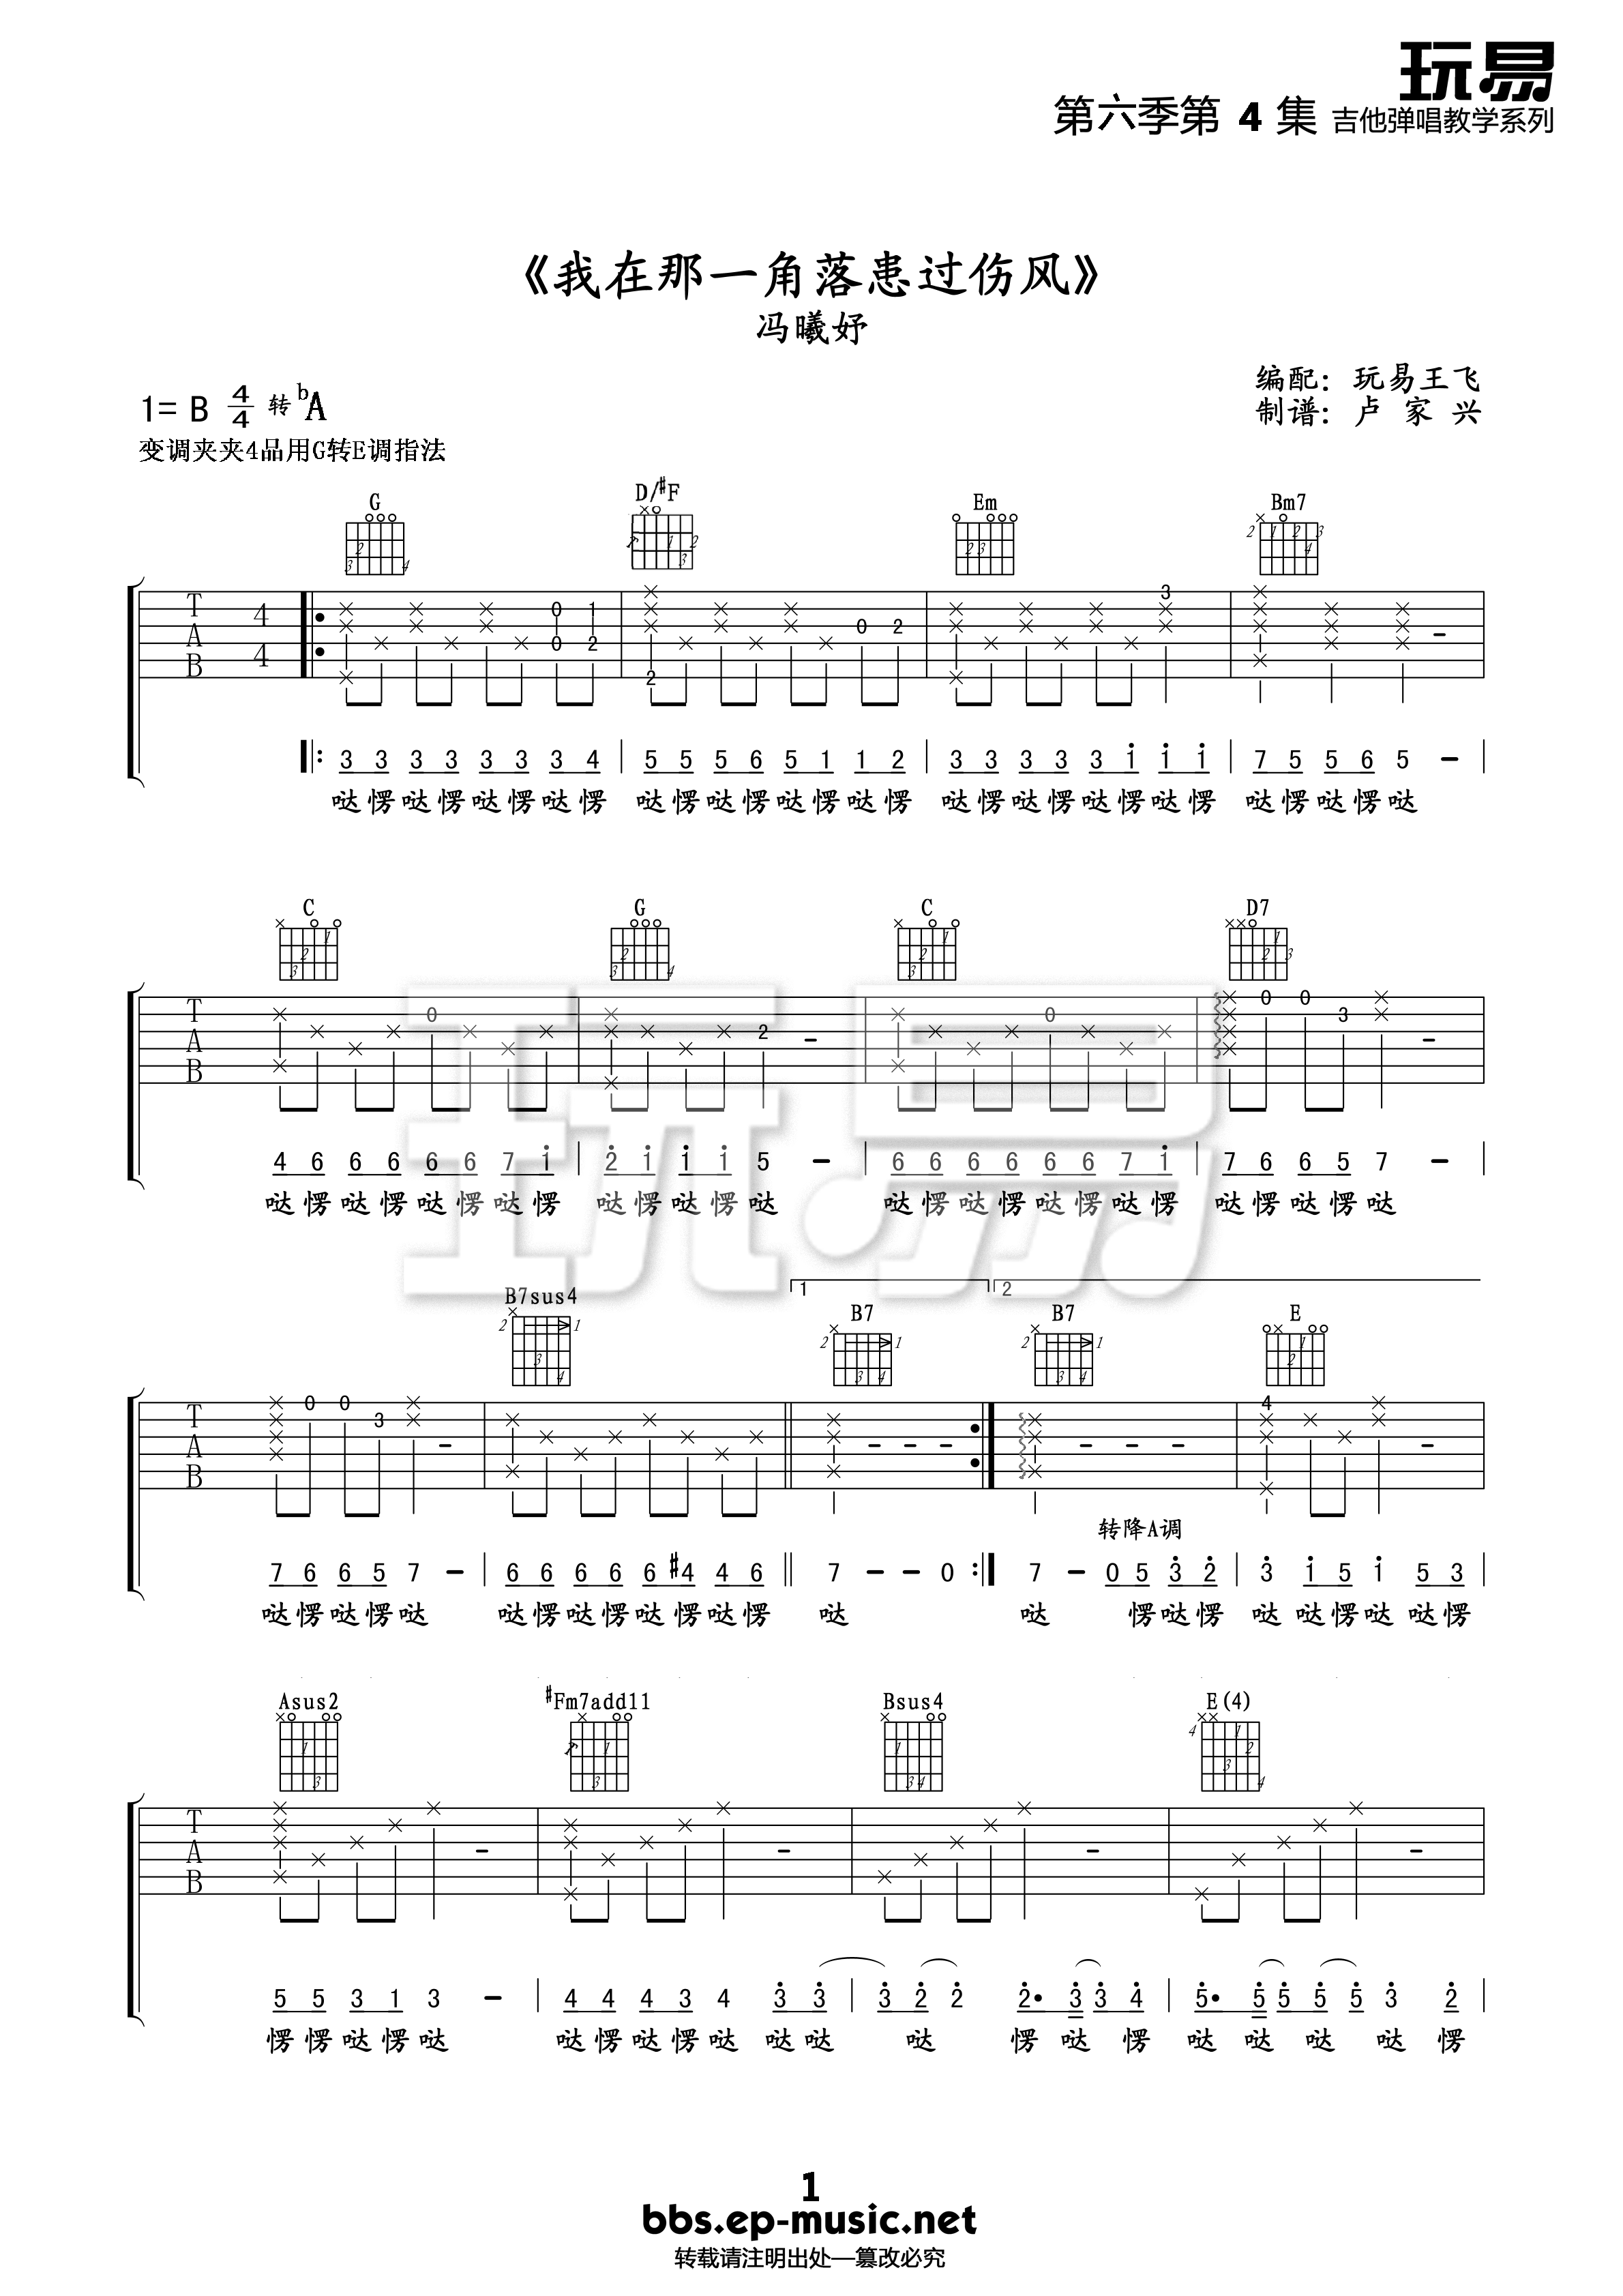 玩易
第六季第 4 集 吉他弹唱教学系列
《我在那一角落患过伤风》
冯曦妤
编配：玩易王飞
制谱：卢 家 兴
1= B 4/4 转 bA
变调夹夹4品用G转E调指法
G D/#F Em Bm7
T A B 4/4
3 3 3 3 3 3 3 4 | 5 5 5 6 5 1 1 2 | 3 3 3 3 3 i i i | 7 5 5 6 5 - |
哒 愣 哒 愣 哒 愣 哒 愣 哒 愣 哒 愣 哒 愣 哒 愣 哒 愣 哒 愣 哒 愣 哒 愣 哒 愣 哒 愣 哒
C G C D7
T A B
4 6 6 6 6 6 7 i | 2 i i i 5 - | 6 6 6 6 6 6 7 i | 7 6 6 5 7 - |
哒 愣 哒 愣 哒 愣 哒 愣 哒 愣 哒 愣 哒 哒 愣 哒 愣 哒 愣 哒 愣 哒 愣 哒 愣 哒
玩易
1 2
B7sus4 B7 B7 E
T A B
转降A调
7 6 6 5 7 - | 6 6 6 6 6 #4 4 6 || 7 - - 0 :| 7 - 0 5 3 2 | 3 i 5 i 5 3 |
哒 愣 哒 愣 哒 哒 愣 哒 愣 哒 愣 哒 愣 哒 哒 愣 哒 愣 哒 哒 愣 哒 哒 愣
Asus2 #Fm7add11 Bsus4 E(4)
T A B
5 5 3 1 3 - | 4 4 4 3 4 3 3 | 3 2 2 2· 3 3 4 | 5· 5 5 5 5 3 2 |
愣 愣 哒 愣 哒 哒 愣 哒 愣 哒 哒 哒 哒 愣 哒 愣 哒 哒 哒 哒 愣
1
bbs.ep-music.net
转载请注明出处—篡改必究